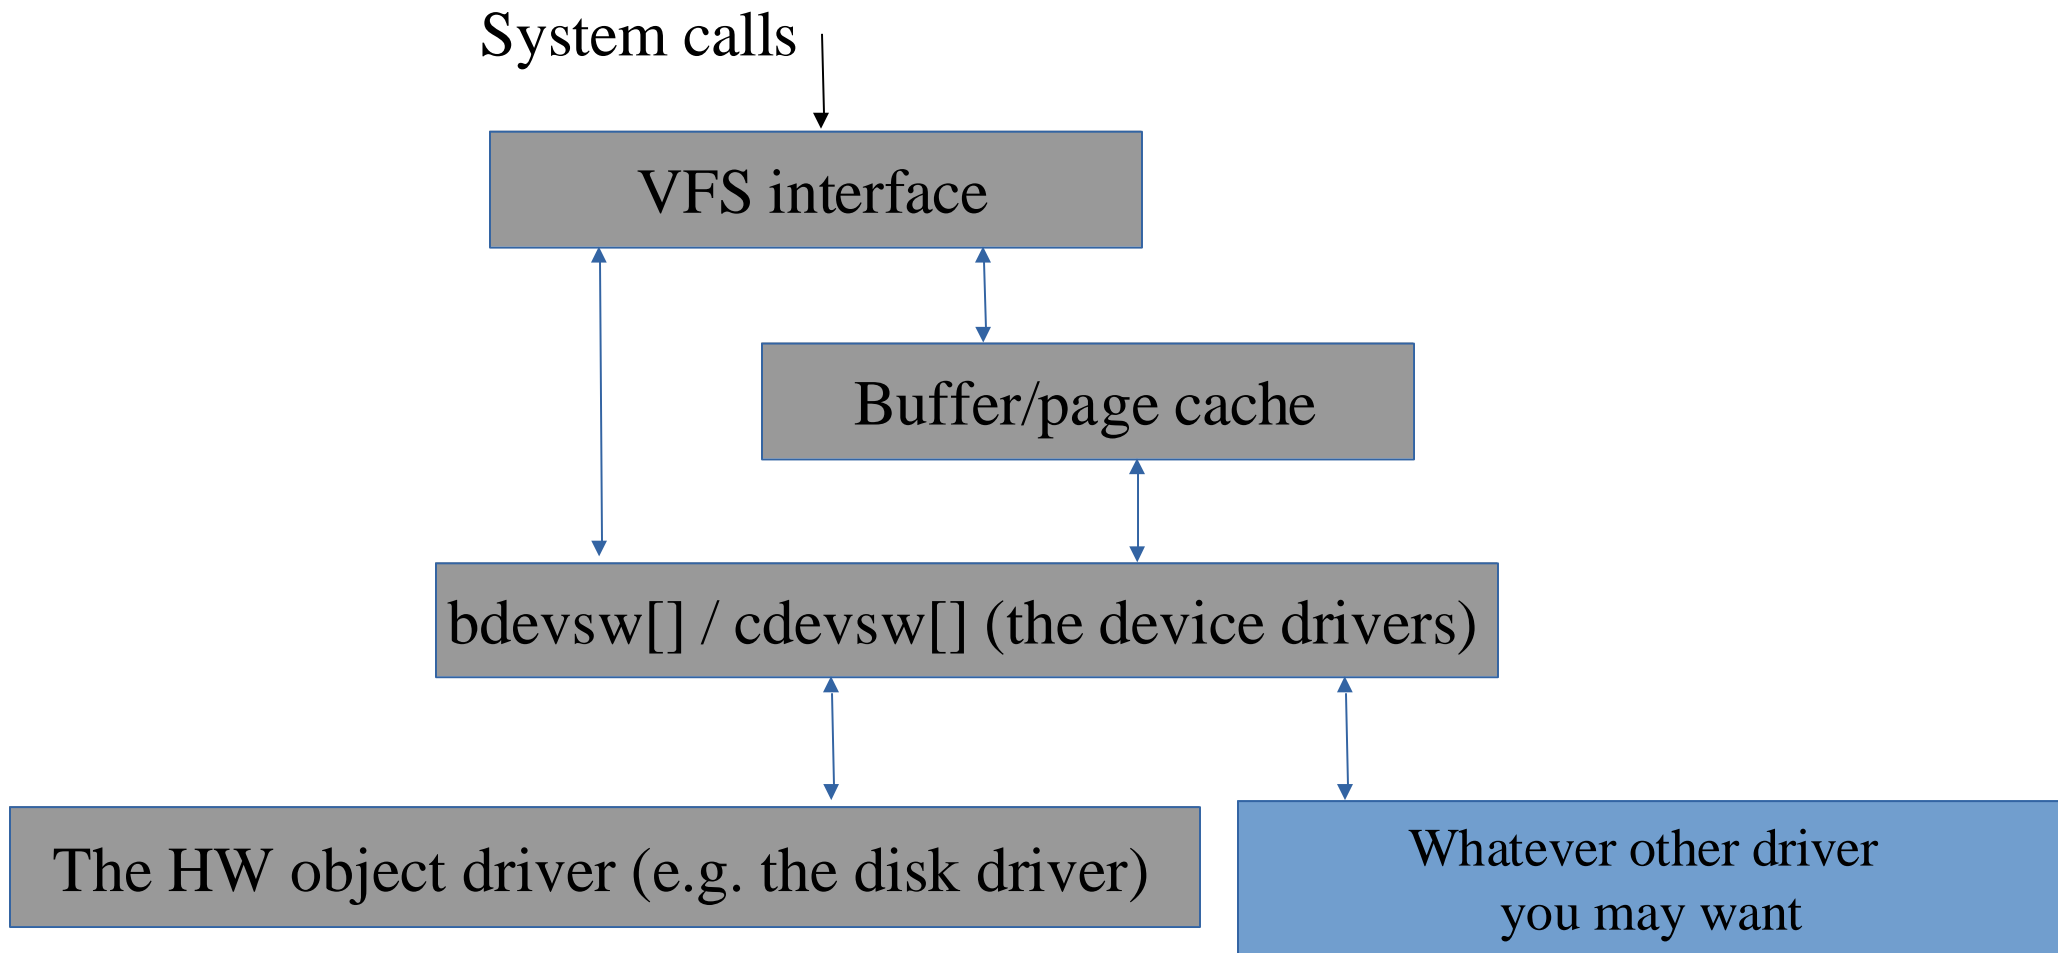 System calls
VFS interface
Buffer/page cache
bdevsw[] / cdevsw[] (the device drivers)
The HW object driver (e.g. the disk driver)
Whatever other driver
you may want